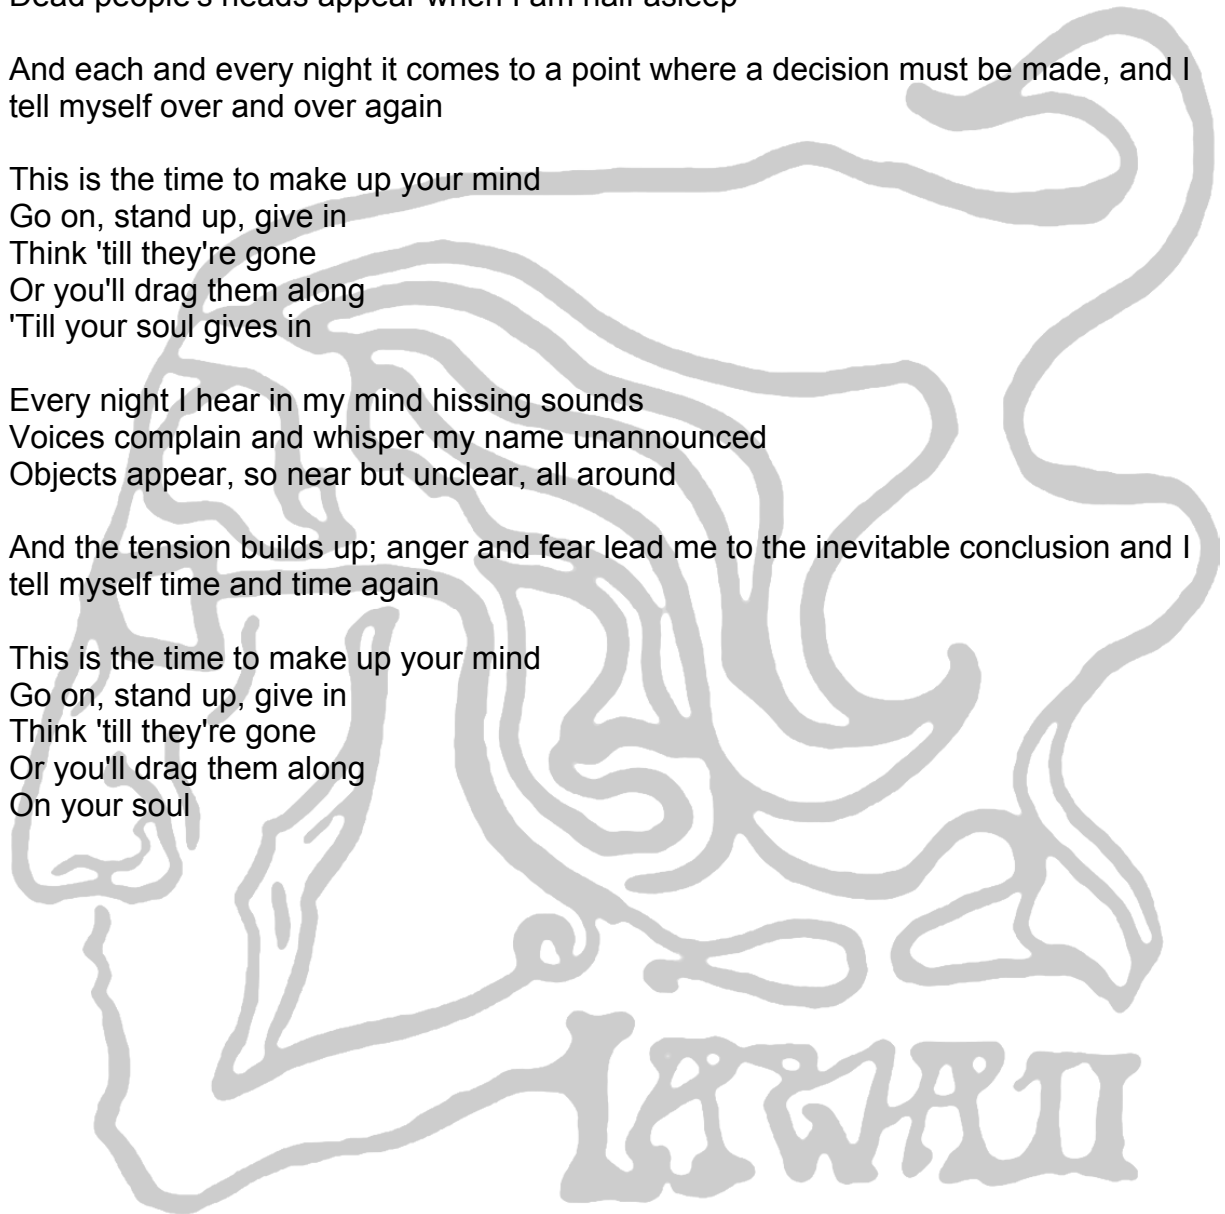 Dead people's heads appear when I am half asleep
And each and every night it comes to a point where a decision must be made, and I
tell myself over and over again
This is the time to make up your mind
Go on, stand up, give in
Think 'till they're gone
Or you'll drag them along
'Till your soul gives in
Every night I hear in my mind hissing sounds
Voices complain and whisper my name unannounced
Objects appear, so near but unclear, all around
And the tension builds up; anger and fear lead me to the inevitable conclusion and I
tell myself time and time again
This is the time to make up your mind
Go on, stand up, give in
Think 'till they're gone
Or you'll drag them along
On your soul
LAWAII